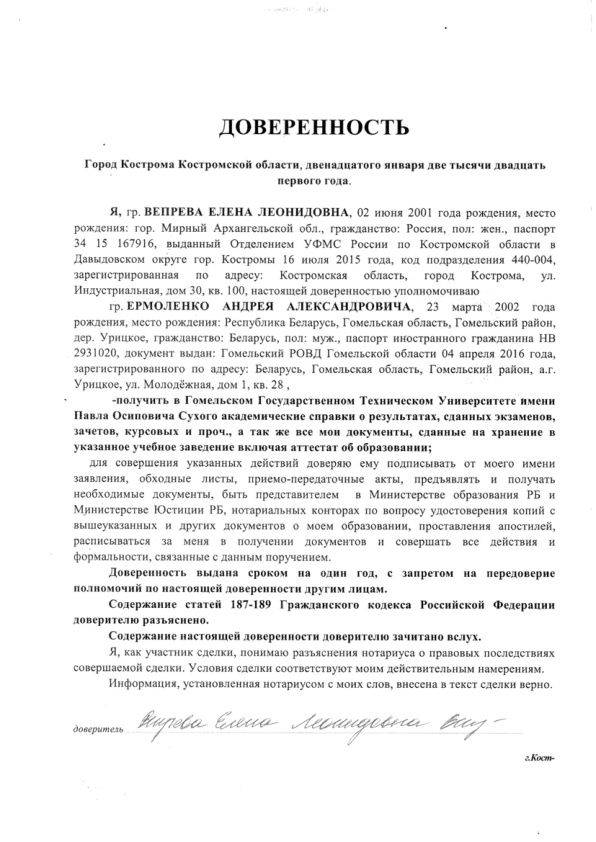 ДОВЕРЕННОСТЬ
Город Кострома Костромской области, двенадцатого января две тысячи двадцать
первого года.
Я, гр. ВЕПРЕВА ЕЛЕНА ЛЕОНИДОВНА, 02 июня 2001 года рождения, место
рождения: гор. Мирный Архангельской обл., гражданство: Россия, пол: жен., паспорт
34 15 167916, выданный Отделением УФМС России по Костромской области в
Давыдовском округе гор. Костромы 16 июля 2015 года, код подразделения 440-004,
зарегистрированная по адресу: Костромская область, город Кострома, ул.
Индустриальная, дом 30, кв. 100, настоящей доверенностью уполномочиваю
гр. ЕРМОЛЕНКО АНДРЕЯ АЛЕКСАНДРОВИЧА, 23 марта 2002 года
рождения, место рождения: Республика Беларусь, Гомельская область, Гомельский район,
дер. Урицкое, гражданство: Беларусь, пол: муж., паспорт иностранного гражданина НВ
2931020, документ выдан: Гомельский РОВД Гомельской области 04 апреля 2016 года,
зарегистрированного по адресу: Беларусь, Гомельская область, Гомельский район, а.г.
Урицкое, ул. Молодёжная, дом 1, кв. 28 ,
-получить в Гомельском Государственном Техническом Университете имени
Павла Осиповича Сухого академические справки о результатах, сданных экзаменов,
зачетов, курсовых и проч., а так же все мои документы, сданные на хранение в
указанное учебное заведение включая аттестат об образовании;
для совершения указанных действий доверяю ему подписывать от моего имени
заявления, обходные листы, приемо-передаточные акты, предъявлять и получать
необходимые документы, быть представителем в Министерстве образования РБ и
Министерстве Юстиции РБ, нотариальных конторах по вопросу удостоверения копий с
вышеуказанных и других документов о моем образовании, проставления апостилей,
расписываться за меня в получении документов и совершать все действия и
формальности, связанные с данным поручением.
Доверенность выдана сроком на один год, с запретом на передоверие
полномочий по настоящей доверенности другим лицам.
Содержание статей 187-189 Гражданского кодекса Российской Федерации
доверителю разъяснено.
Содержание настоящей доверенности доверителю зачитано вслух.
Я, как участник сделки, понимаю разъяснения нотариуса о правовых последствиях
совершаемой сделки. Условия сделки соответствуют моим действительным намерениям.
Информация, установленная нотариусом с моих слов, внесена в текст сделки верно.
доверитель Вепрева Елена Леонидовна
г.Кост-